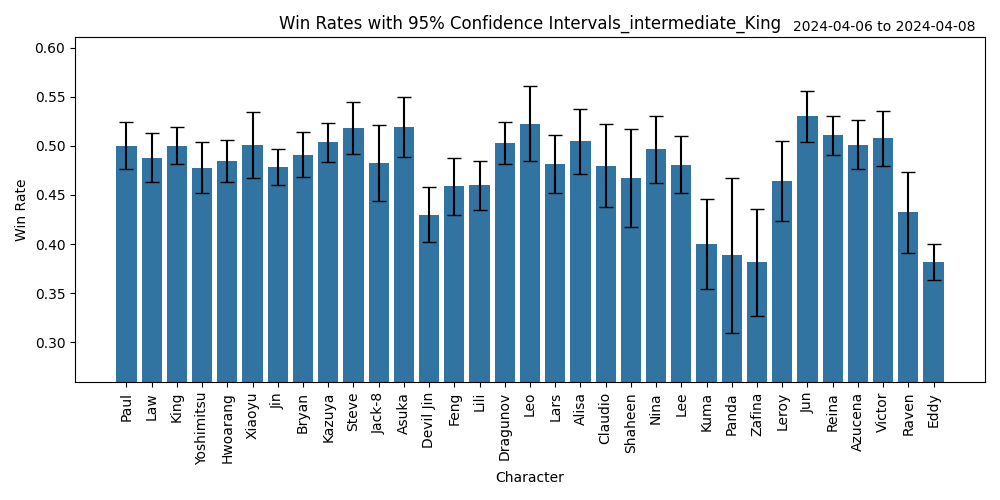 Win Rates with 95% Confidence Intervals_intermediate_King
2024-04-06 to 2024-04-08
Win Rate
0.60
0.55
0.50
0.45
0.40
0.35
0.30
Paul
Law
King
Yoshimitsu
Hwoarang
Xiaoyu
Jin
Bryan
Kazuya
Steve
Jack-8
Asuka
Devil Jin
Feng
Lili
Dragunov
Leo
Lars
Alisa
Claudio
Shaheen
Nina
Lee
Kuma
Panda
Zafina
Leroy
Jun
Reina
Azucena
Victor
Raven
Eddy
Character